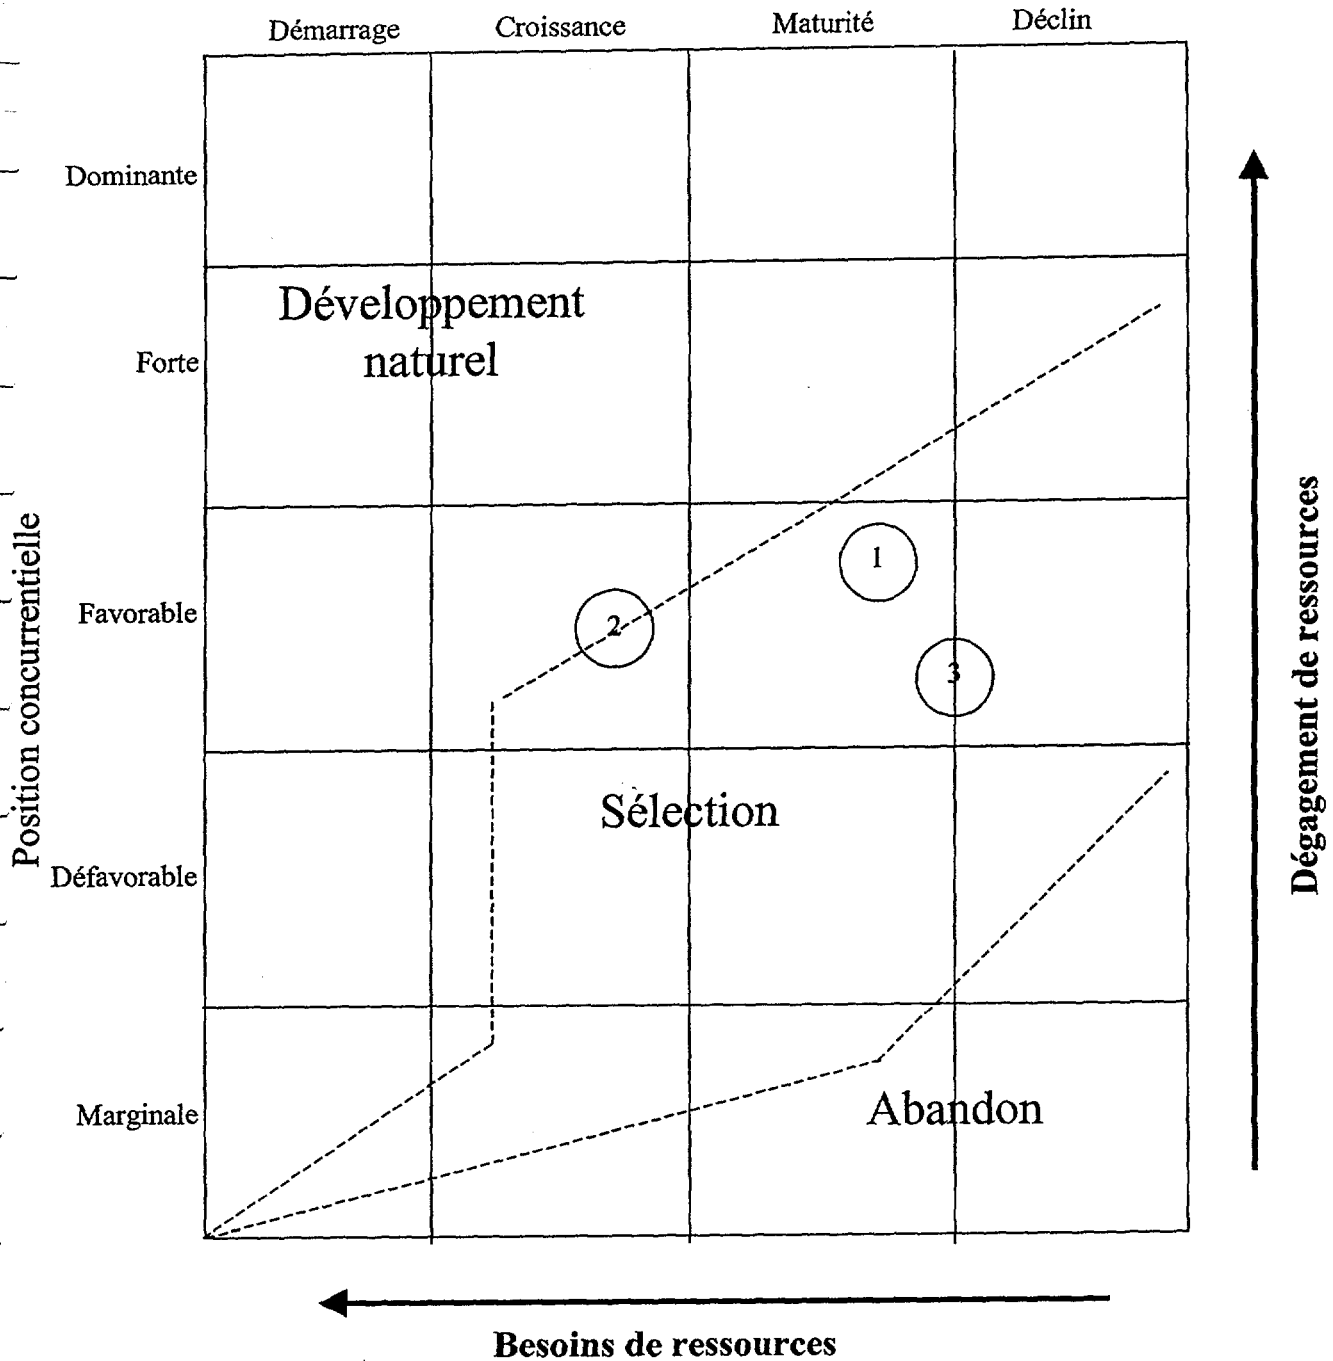 Démarrage
Croissance
Maturité
Déclin
Dominante
Développement
naturel
Forte
Position concurrentielle
Favorable
1
2
3
Sélection
Défavorable
Marginale
Abandon
Dégagement de ressources
Besoins de ressources